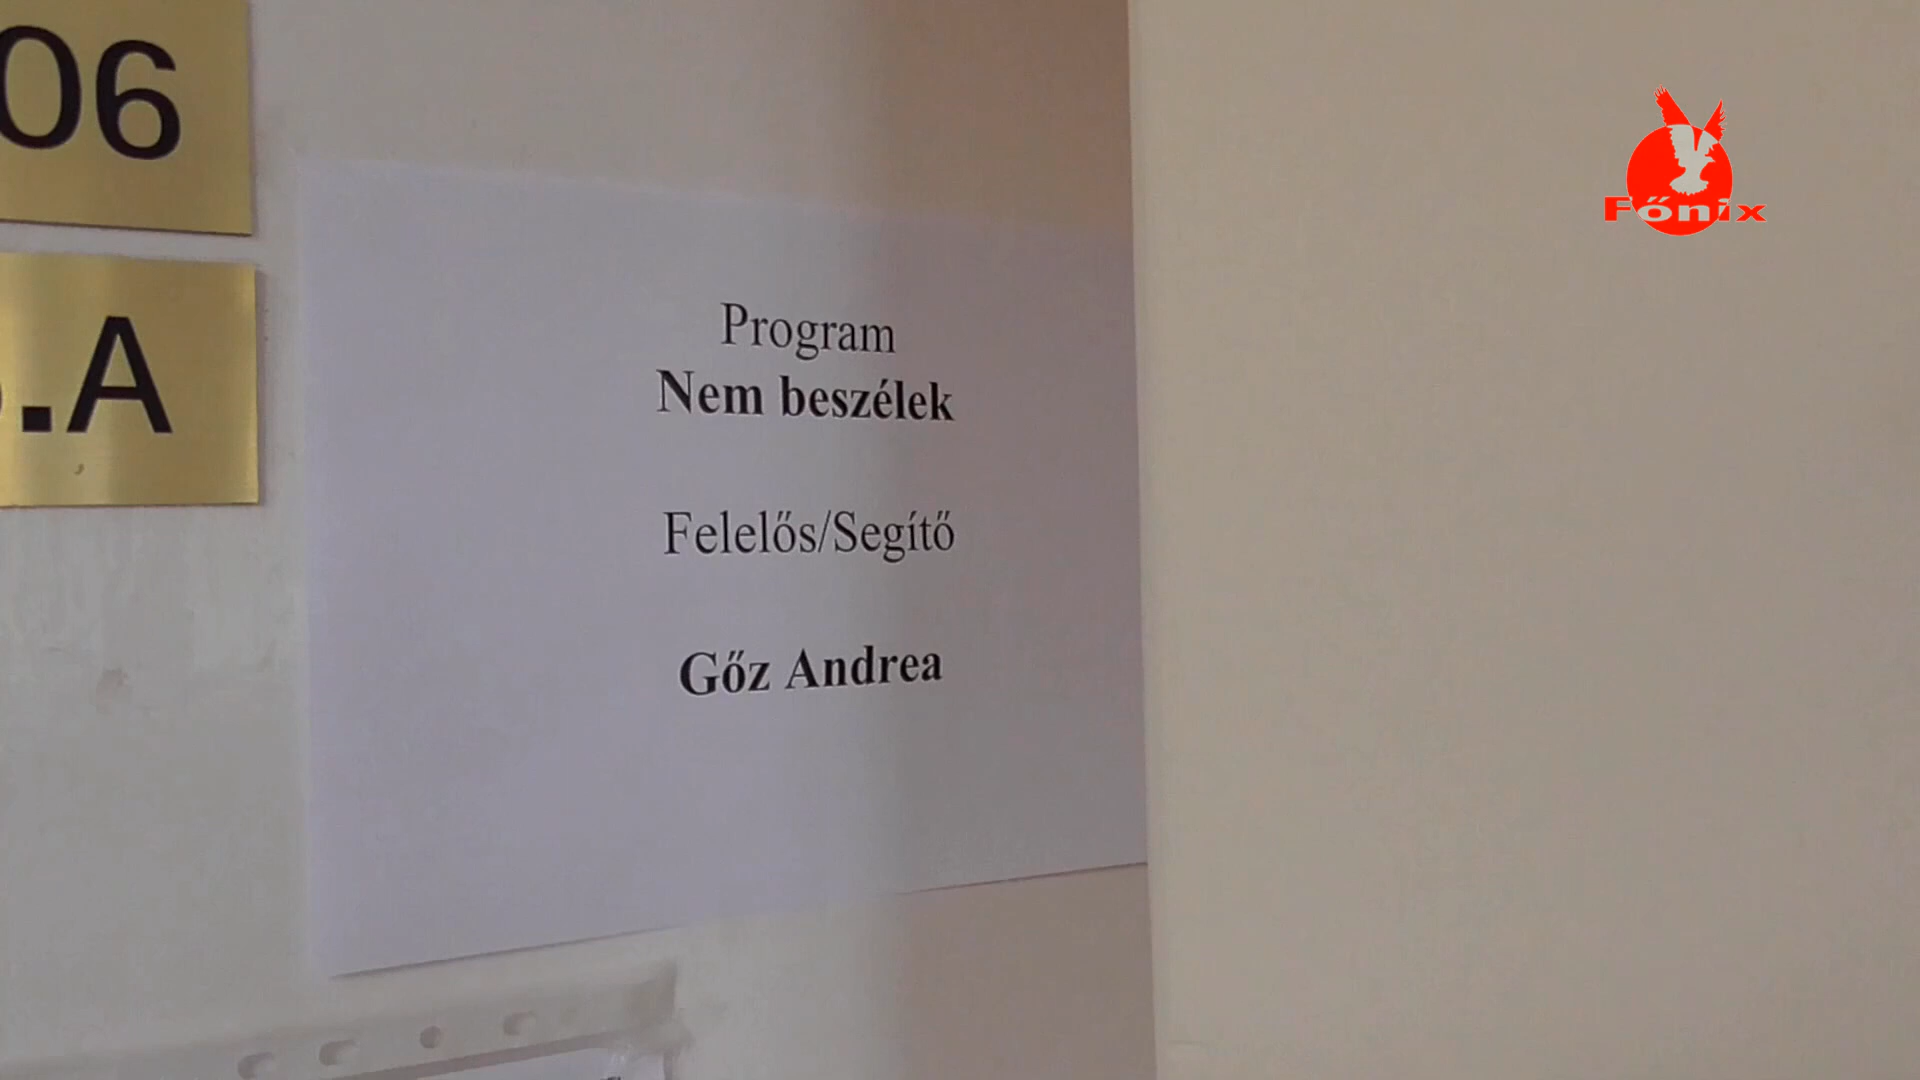 06
.A
Program
Nem beszélek
Felelős/Segítő
Gőz Andrea
Főnix